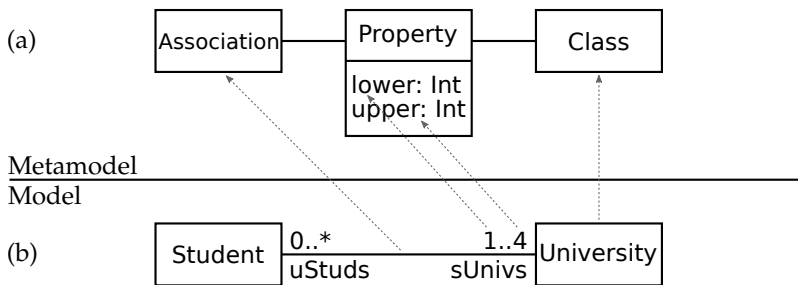 (a)
Association
Property
Class
lower: Int
upper: Int
Metamodel
Model
(b)
Student
0..*
1..4
University
uStuds
sUnivs